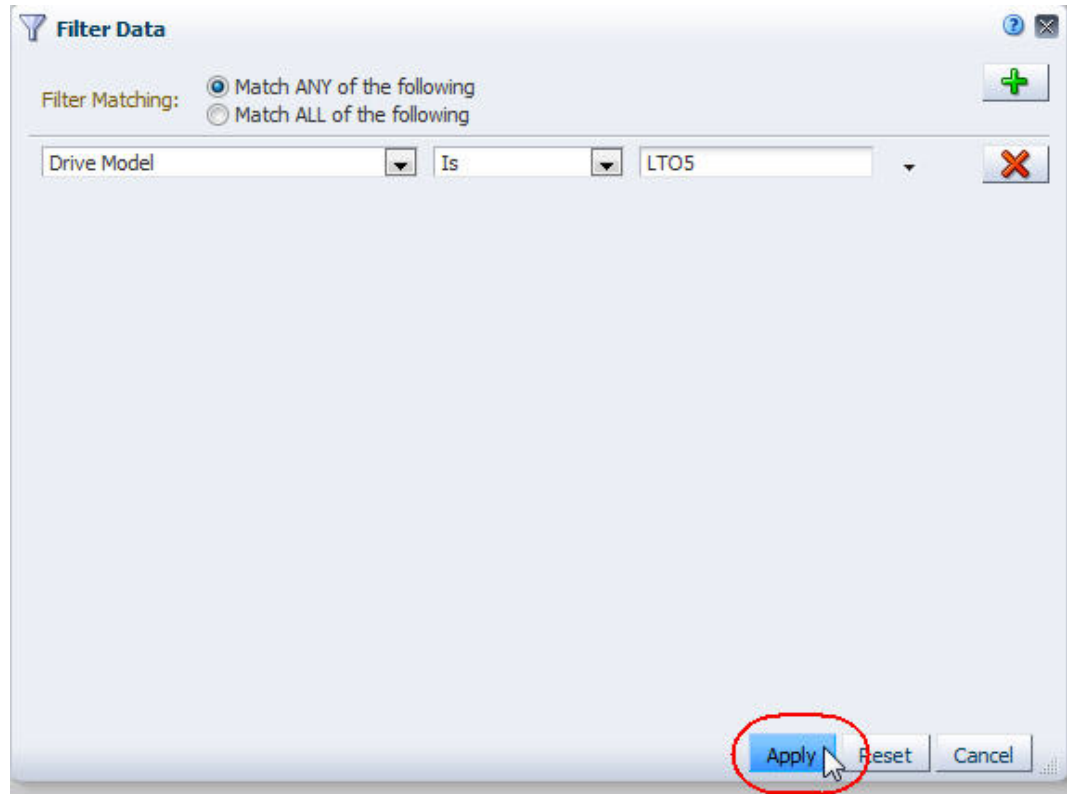 Filter Data
Filter Matching:
Match ANY of the following
Match ALL of the following
Drive Model Is LTO5
Apply Reset Cancel